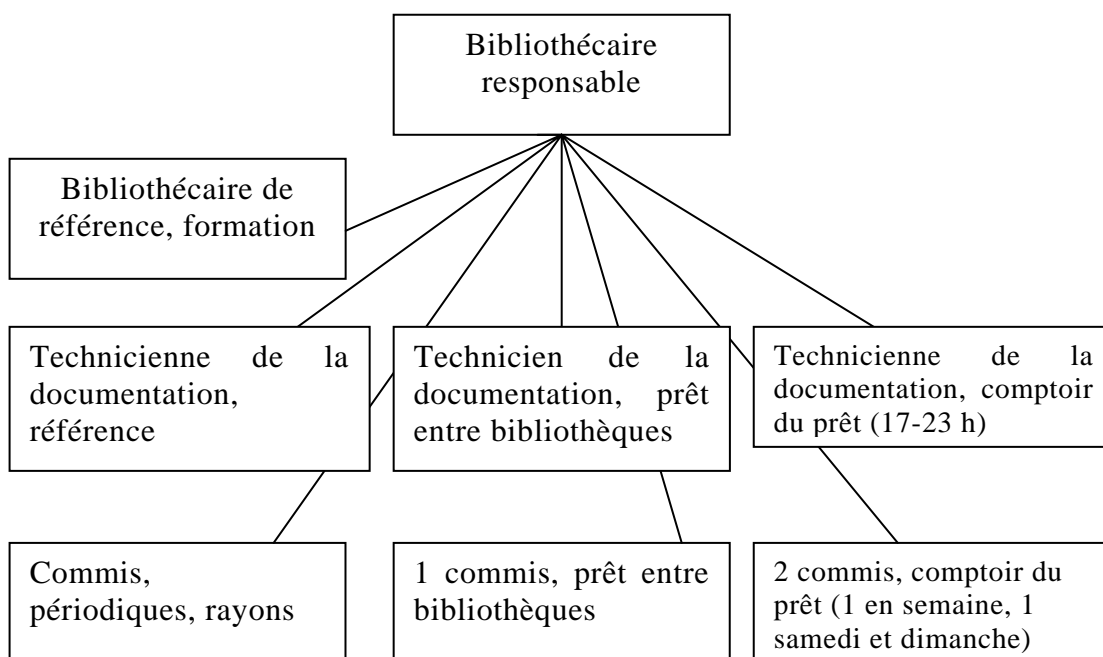 Bibliothécaire
responsable
Bibliothécaire de
référence, formation
Technicienne de la
documentation,
référence
Technicien de la
documentation, prêt
entre bibliothèques
Technicienne de la
documentation, comptoir
du prêt (17-23 h)
Commis,
périodiques, rayons
1 commis, prêt entre
bibliothèques
2 commis, comptoir du
prêt (1 en semaine, 1
samedi et dimanche)